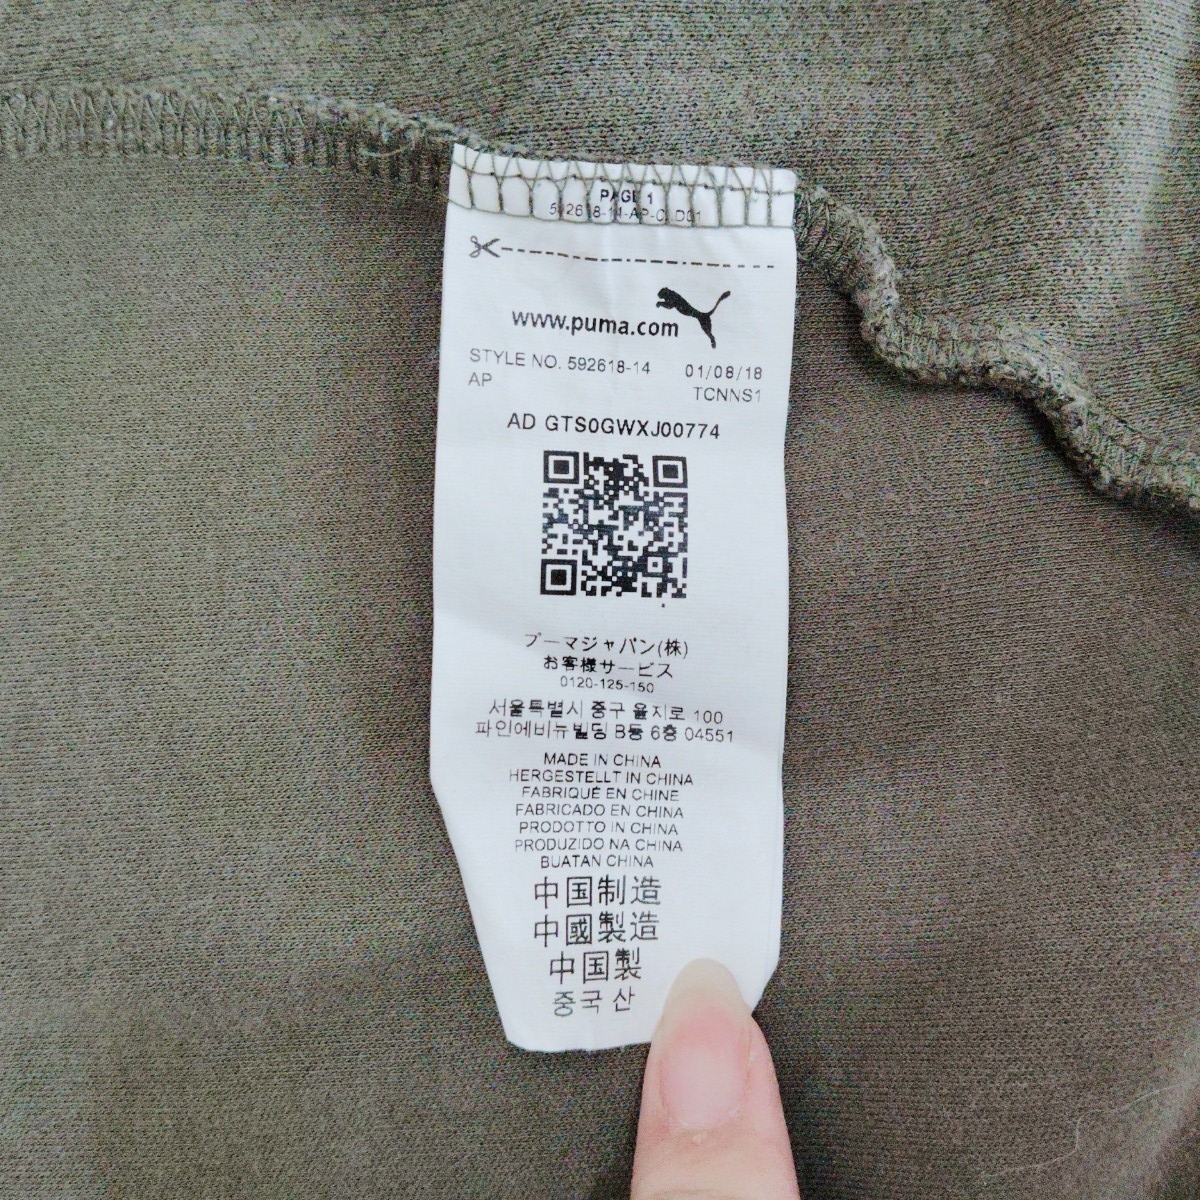 PAGE 1
592618-14-AP-C D01
www.puma.com
STYLE NO. 592618-14 01/08/18
AP TCNNS1
AD GTS0GWXJ00774
プーマジャパン(株)
お客様サービス
0120-125-150
서울특별시 중구 을지로 100
파인에비뉴빌딩 B동 6층 04551
MADE IN CHINA
HERGESTELLT IN CHINA
FABRIQUÉ EN CHINE
FABRICADO EN CHINA
PRODOTTO IN CHINA
PRODUZIDO NA CHINA
BUATAN CHINA
中国制造
中國製造
中国製
중국 산